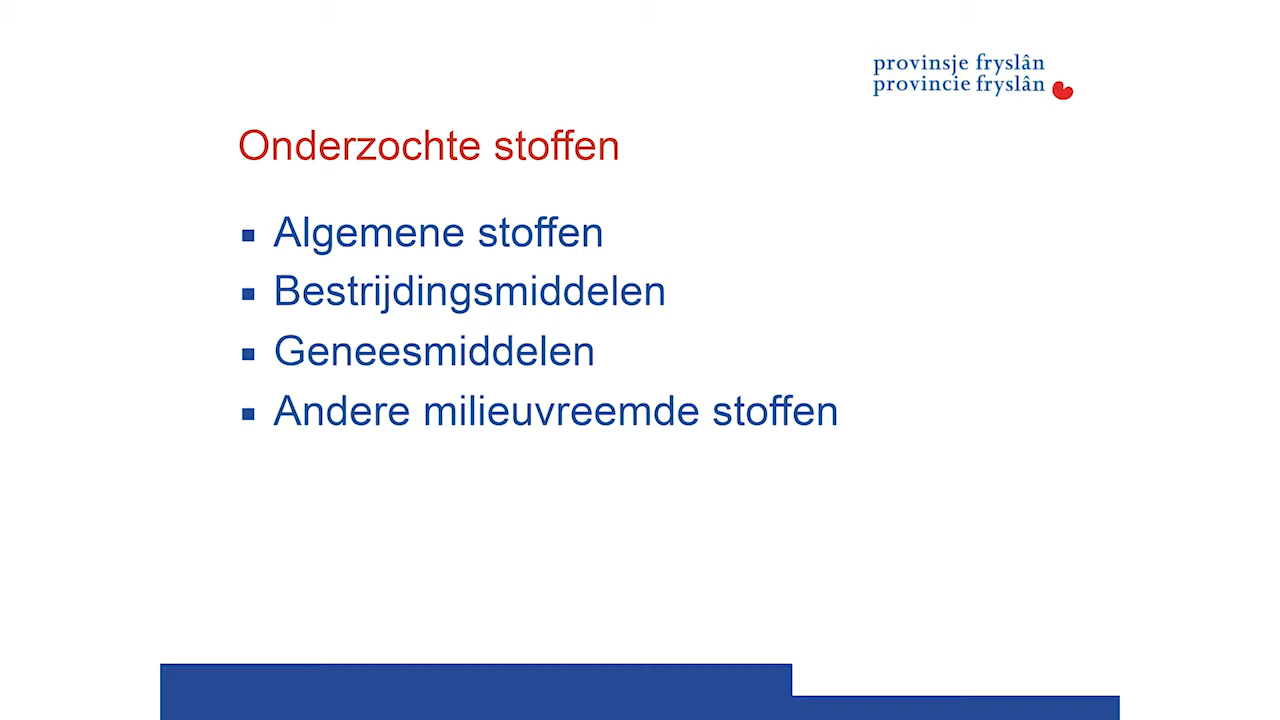 provinsje fryslân
provincie fryslân
Onderzochte stoffen
▪ Algemene stoffen
▪ Bestrijdingsmiddelen
▪ Geneesmiddelen
▪ Andere milieuvreemde stoffen